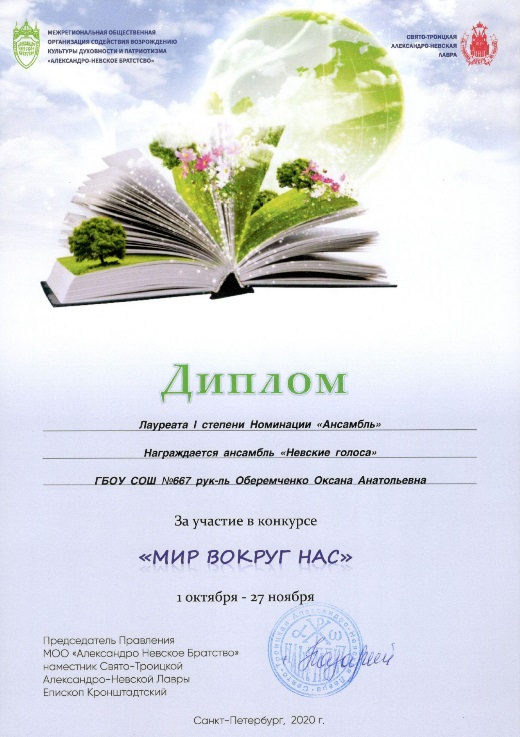 МЕЖРЕГИОНАЛЬНАЯ ОБЩЕСТВЕННАЯ
ОРГАНИЗАЦИЯ СОДЕЙСТВИЯ ВОЗРОЖДЕНИЮ
КУЛЬТУРЫ ДУХОВНОСТИ И ПАТРИОТИЗМА
«АЛЕКСАНДРО-НЕВСКОЕ БРАТСТВО»
СВЯТО-ТРОИЦКАЯ
АЛЕКСАНДРО-НЕВСКАЯ
ЛАВРА
Диплом
Лауреата I степени Номинации «Ансамбль»
Награждается ансамбль «Невские голоса»
ГБОУ СОШ №667 рук-ль Оберемченко Оксана Анатольевна
За участие в конкурсе
«МИР ВОКРУГ НАС»
1 октября - 27 ноября
Председатель Правления
МОО «Александро Невское Братство»
наместник Свято-Троицкой
Александро-Невской Лавры
Епископ Кронштадтский
Санкт-Петербург, 2020 г.